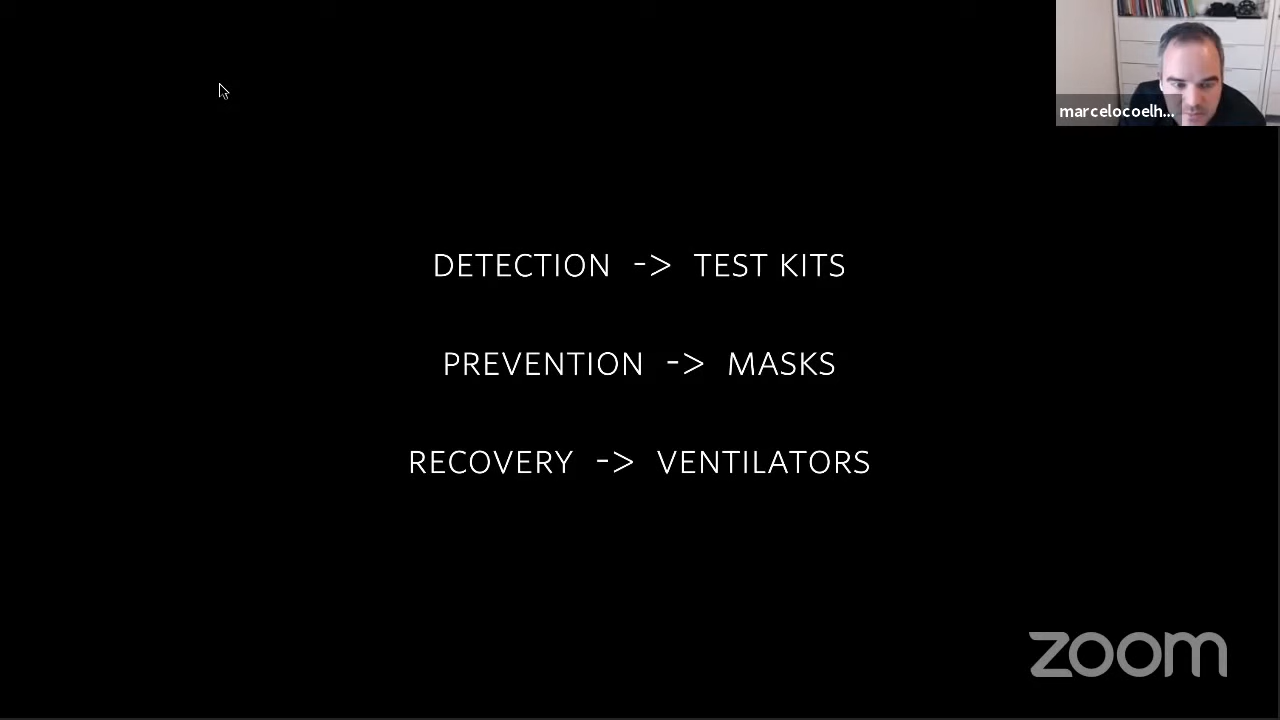 marcelocoelh...
DETECTION -> TEST KITS
PREVENTION -> MASKS
RECOVERY -> VENTILATORS
zoom